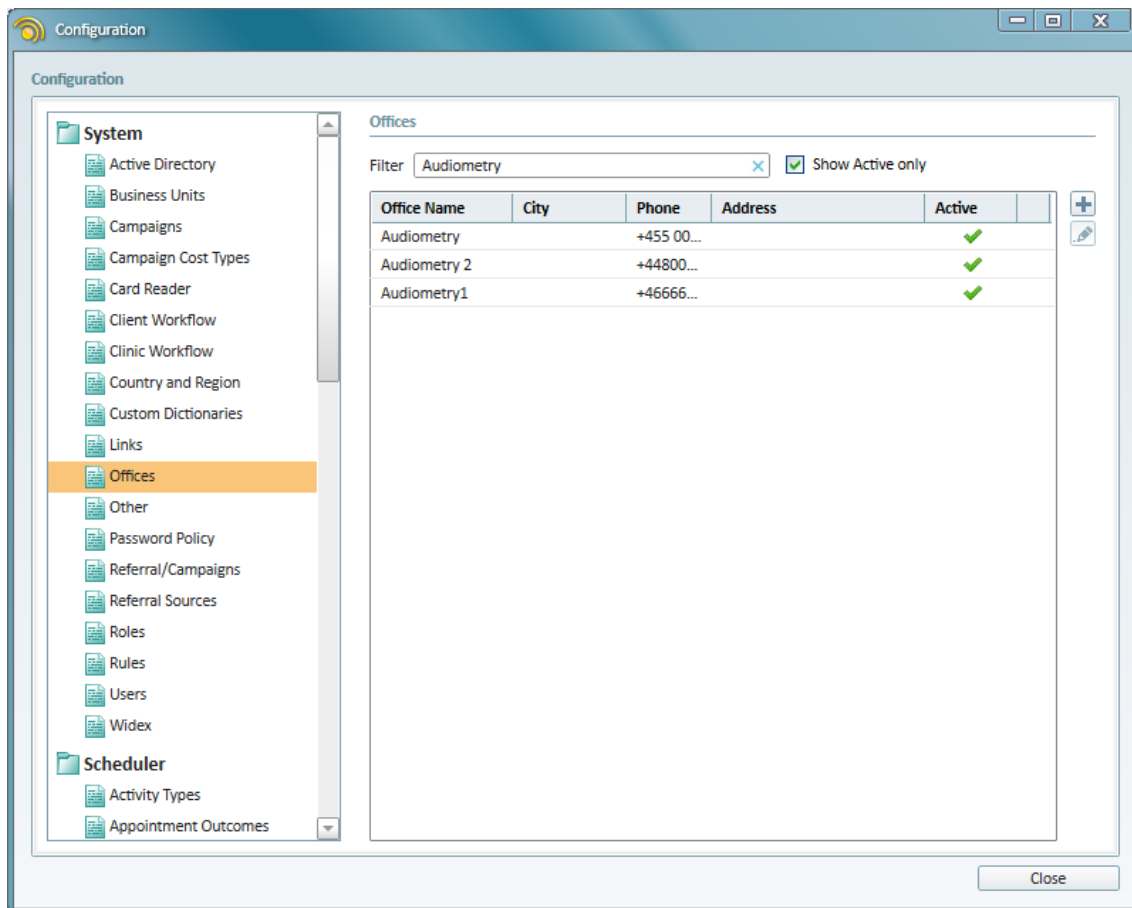 Configuration
Configuration
System
Active Directory
Business Units
Campaigns
Campaign Cost Types
Card Reader
Client Workflow
Clinic Workflow
Country and Region
Custom Dictionaries
Links
Offices
Other
Password Policy
Referral/Campaigns
Referral Sources
Roles
Rules
Users
Widex
Scheduler
Activity Types
Appointment Outcomes
Offices
Filter Audiometry Show Active only
Office Name City Phone Address Active
Audiometry +455 00...
Audiometry 2 +44800...
Audiometry1 +46666...
Close